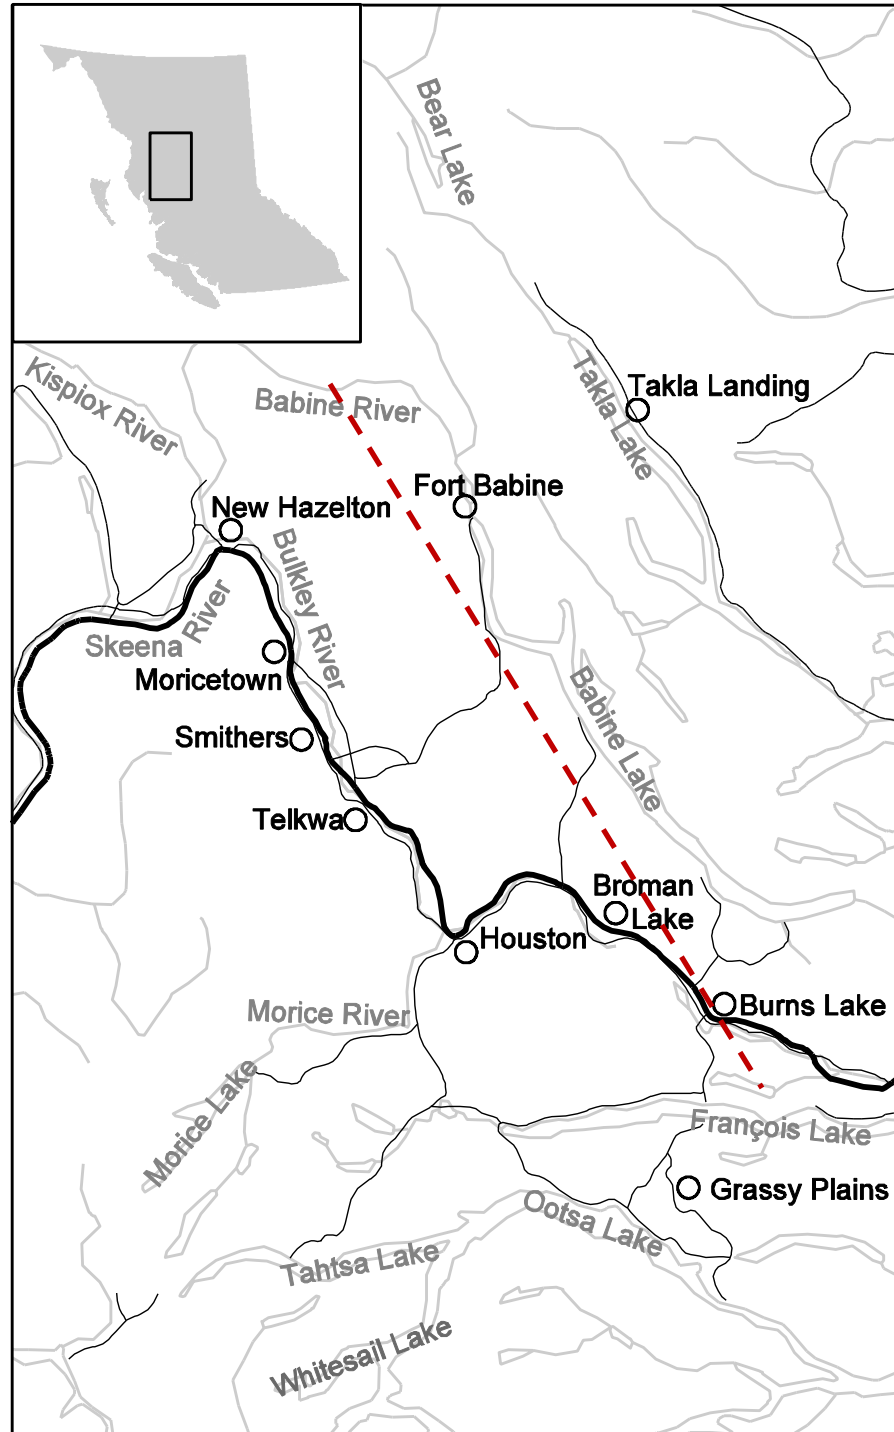 Bear Lake
Kispiox River
Babine River
Takla Lake
Takla Landing
Fort Babine
New Hazelton
Bulkley River
Skeena
River
Moricetown
Babine Lake
Smithers
Telkwa
Broman
Lake
Houston
Morice River
Burns Lake
Morice Lake
François Lake
Grassy Plains
Ootsa Lake
Tahtsa Lake
Whitesail Lake